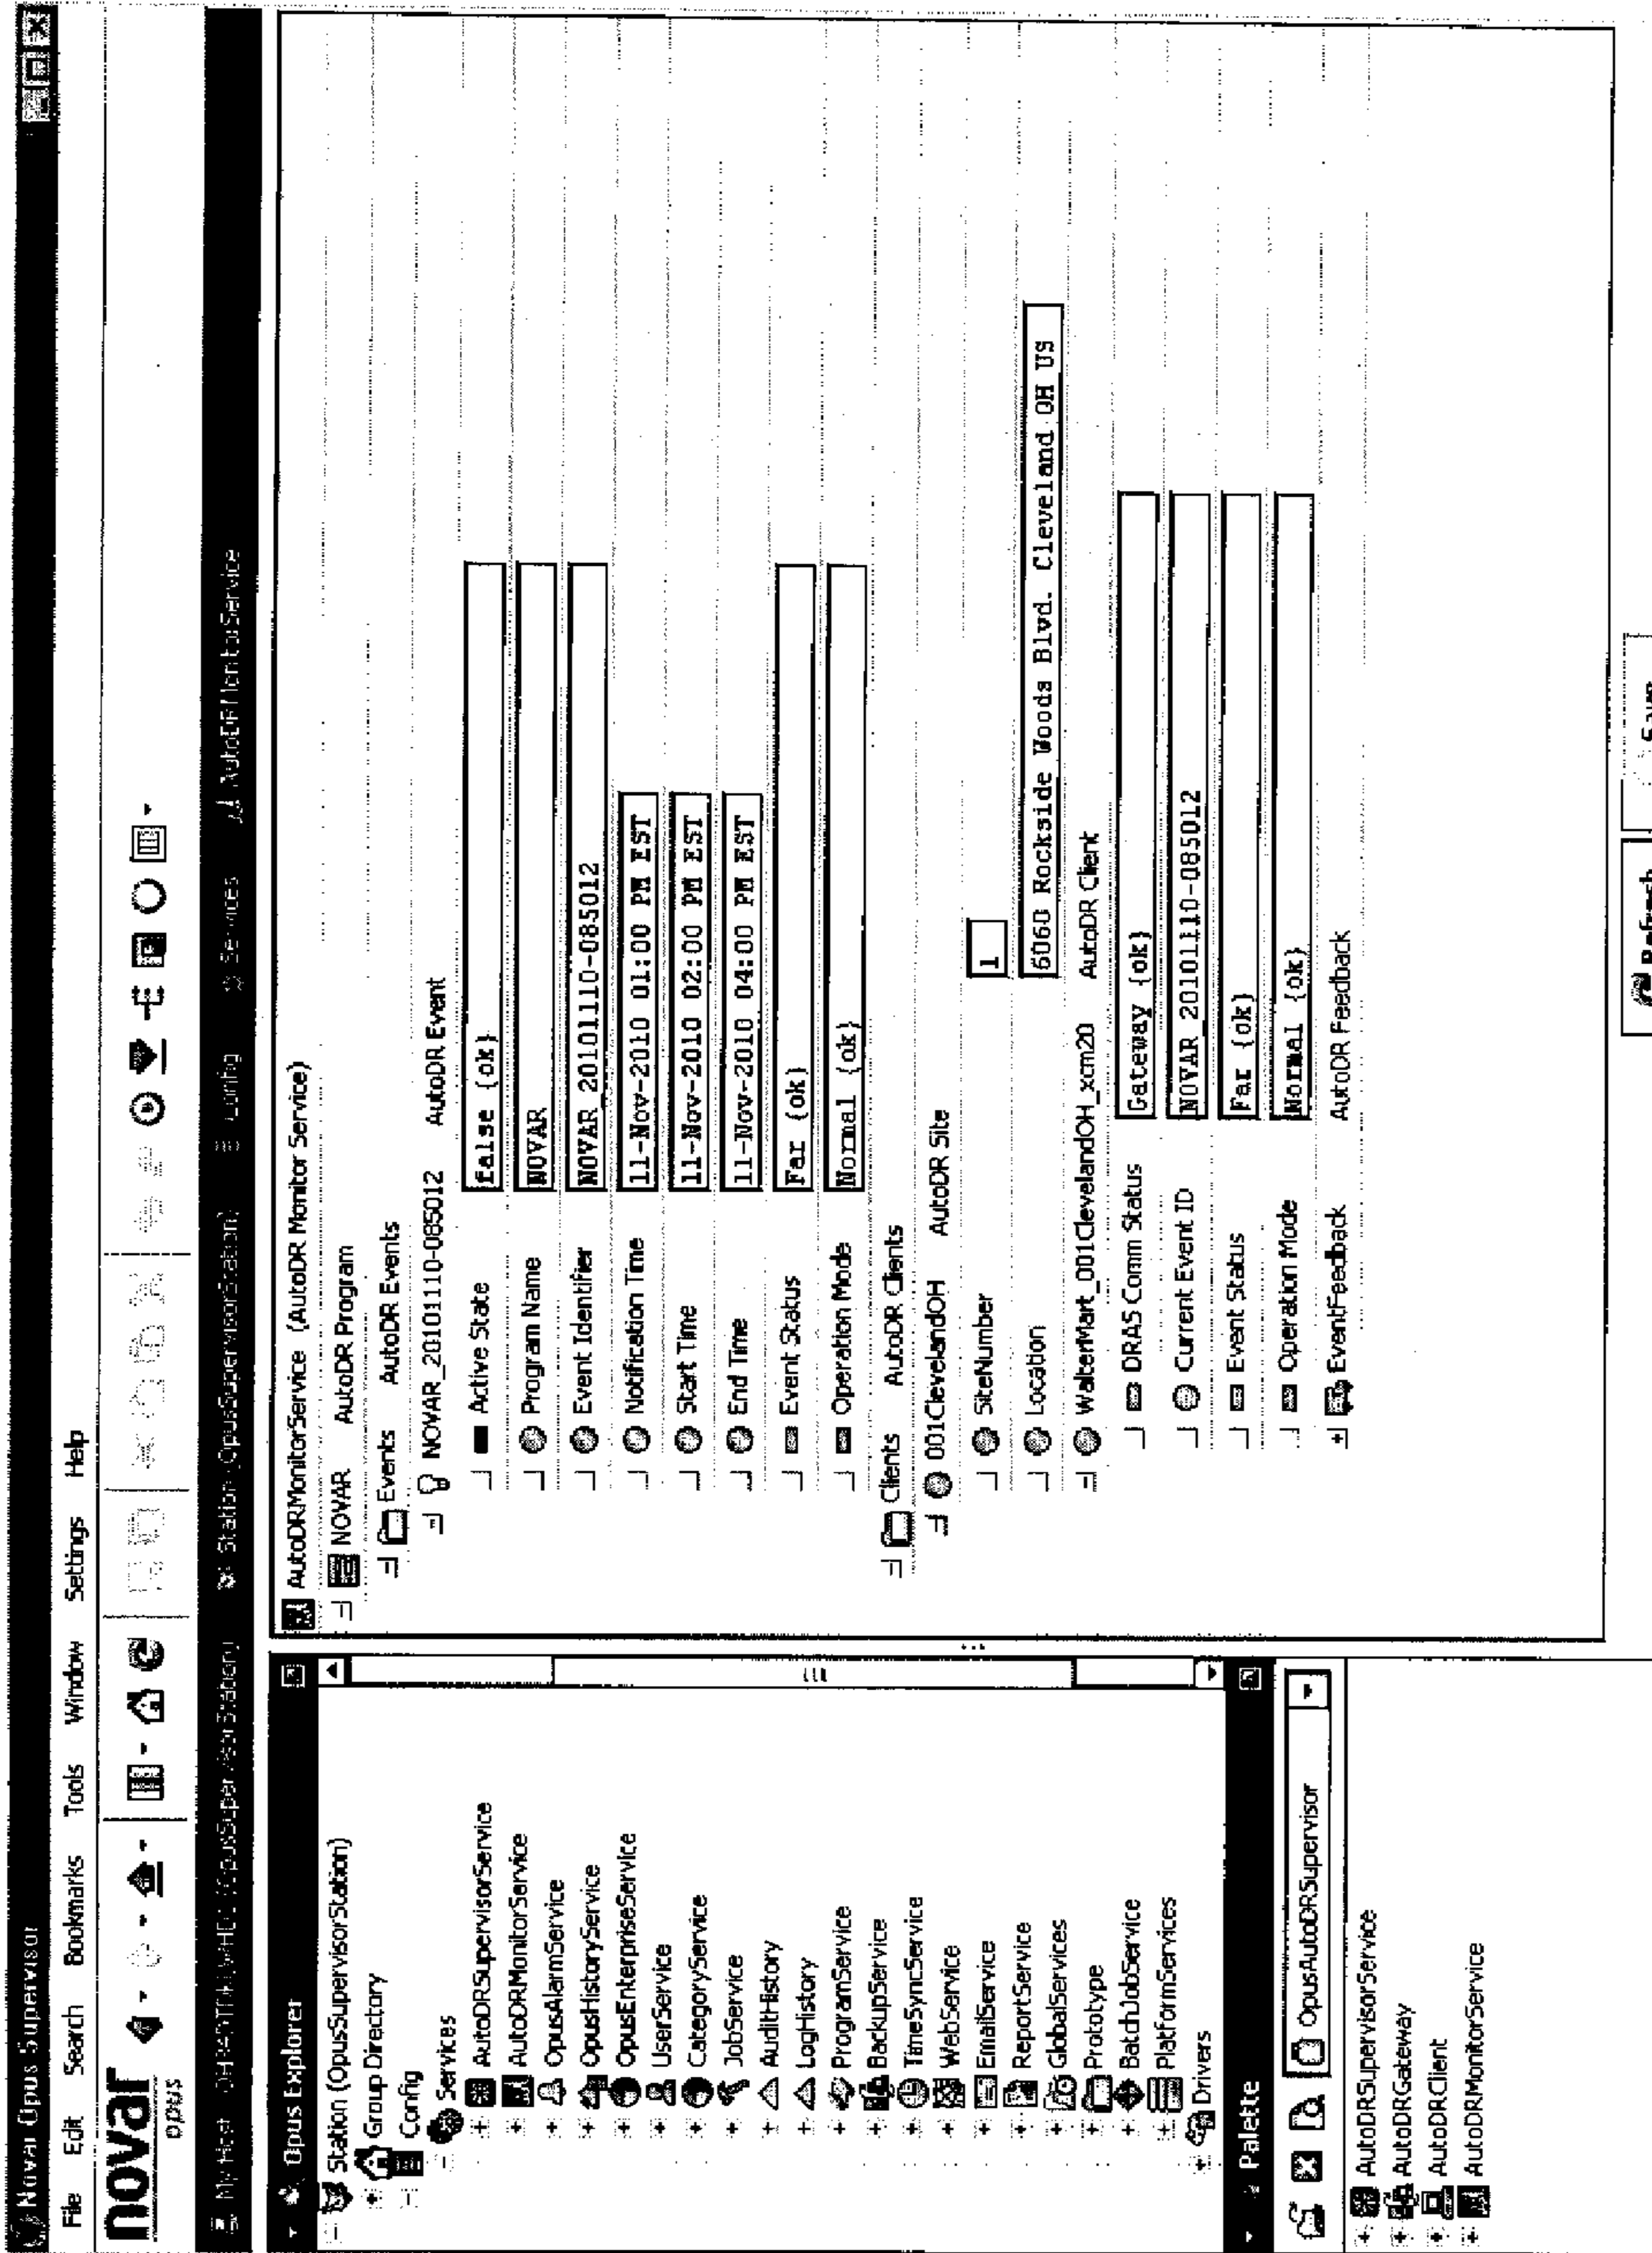 Novar Opus Supervisor
File Edit Search Bookmarks Tools Window Settings Help
novar
opus
My Host Station (OpusSupervisorStation) Config Services AutoDRMonitorService
Opus Explorer
Station (OpusSupervisorStation)
Group Directory
Config
Services
AutoDRSupervisorService
AutoDRMonitorService
OpusAlarmService
OpusHistoryService
OpusEnterpriseService
UserService
CategoryService
JobService
AuditHistory
LogHistory
ProgramService
BackupService
TimeSyncService
WebService
EmailService
ReportService
GlobalServices
Prototype
BatchJobService
PlatformServices
Drivers
Palette
OpusAutoDRSupervisor
AutoDRSupervisorService
AutoDRGateway
AutoDRClient
AutoDRMonitorService
AutoDRMonitorService (AutoDR Monitor Service)
NOVAR AutoDR Program
Events AutoDR Events
NOVAR_20101110-085012 AutoDR Event
Active State false {ok}
Program Name NOVAR
Event Identifier NOVAR_20101110-085012
Notification Time 11-Nov-2010 01:00 PM EST
Start Time 11-Nov-2010 02:00 PM EST
End Time 11-Nov-2010 04:00 PM EST
Event Status Far {ok}
Operation Mode Normal {ok}
Clients AutoDR Clients
001ClevelandOH AutoDR Site
SiteNumber 1
Location 6060 Rockside Woods Blvd. Cleveland OH US
WalterMart_001ClevelandOH_xcm20 AutoDR Client
DRAS Comm Status Gateway {ok}
Current Event ID NOVAR_20101110-085012
Event Status Far {ok}
Operation Mode Normal {ok}
EventFeedback AutoDR Feedback
Refresh Save